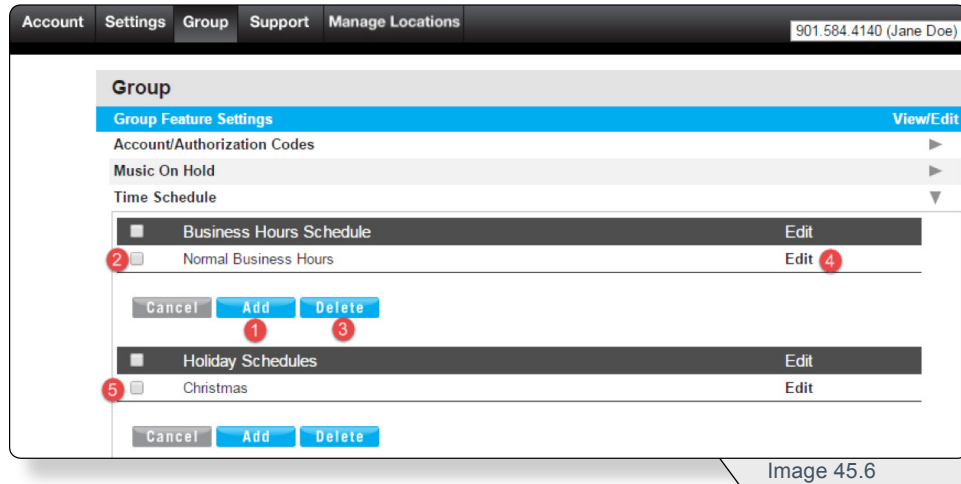 Account Settings Group Support Manage Locations
901.584.4140 (Jane Doe)
Group
Group Feature Settings View/Edit
Account/Authorization Codes
Music On Hold
Time Schedule
Business Hours Schedule Edit
2 Normal Business Hours Edit 4
Cancel Add Delete
1 3
Holiday Schedules Edit
5 Christmas Edit
Cancel Add Delete
Image 45.6